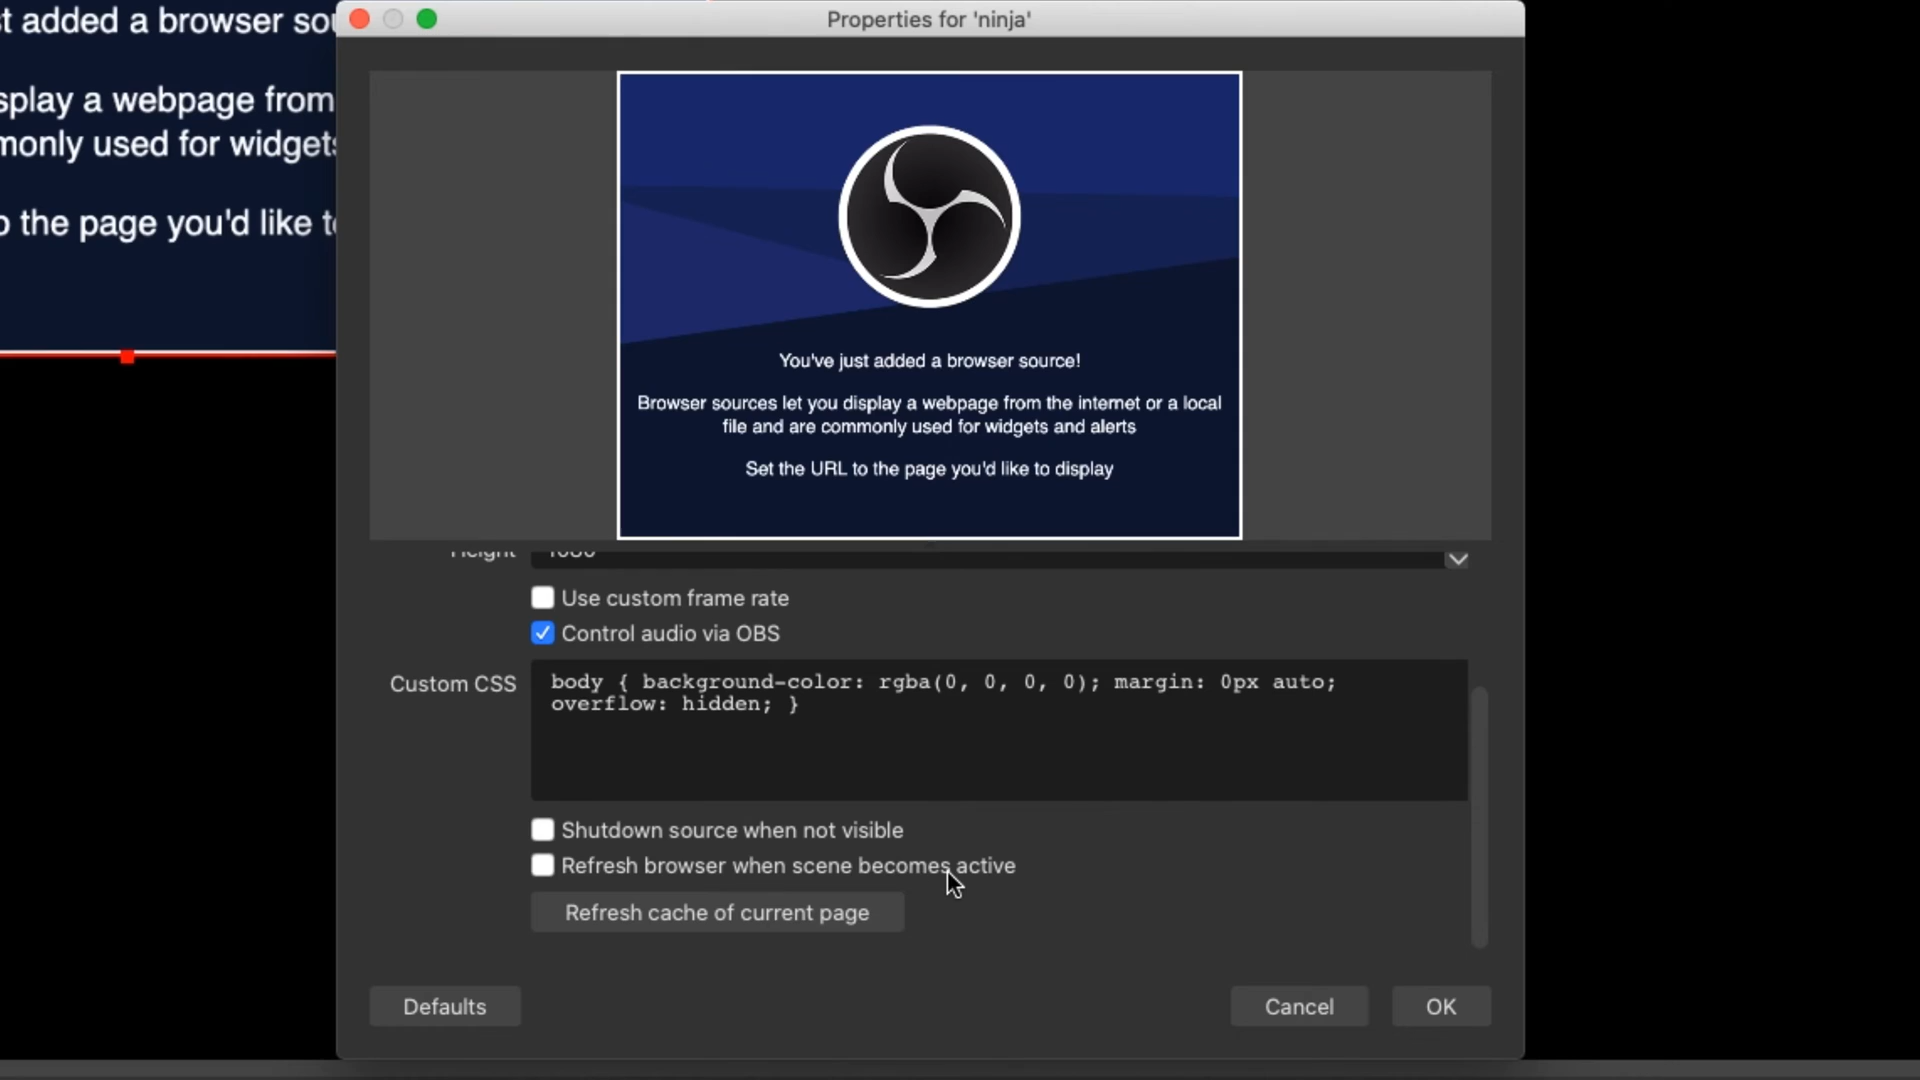 Properties for 'ninja'
t added a browser sou
splay a webpage from
monly used for widgets
o the page you'd like t
You've just added a browser source!
Browser sources let you display a webpage from the internet or a local
file and are commonly used for widgets and alerts
Set the URL to the page you'd like to display
Height 1080
Use custom frame rate
Control audio via OBS
Custom CSS
body { background-color: rgba(0, 0, 0, 0); margin: 0px auto;
overflow: hidden; }
Shutdown source when not visible
Refresh browser when scene becomes active
Refresh cache of current page
Defaults
Cancel
OK